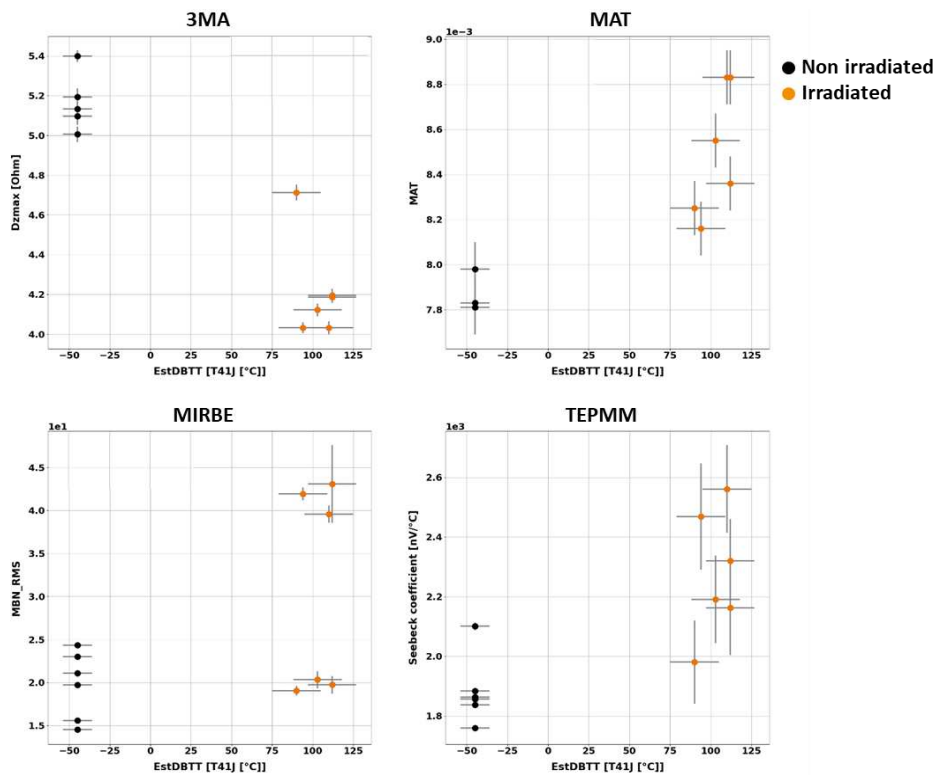 3MA
MAT
1e−3
Non irradiated
Irradiated
Dzmax [Ohm]
5.4
5.2
5.0
4.8
4.6
4.4
4.2
4.0
−50 −25 0 25 50 75 100 125
EstDBTT [T41J [°C]]
MAT
9.0
8.8
8.6
8.4
8.2
8.0
7.8
−50 −25 0 25 50 75 100 125
EstDBTT [T41J [°C]]
MIRBE
TEPMM
1e1
1e3
MBN_RMS
4.5
4.0
3.5
3.0
2.5
2.0
1.5
−50 −25 0 25 50 75 100 125
EstDBTT [T41J [°C]]
Seebeck coefficient [nV/°C]
2.6
2.4
2.2
2.0
1.8
−50 −25 0 25 50 75 100 125
EstDBTT [T41J [°C]]